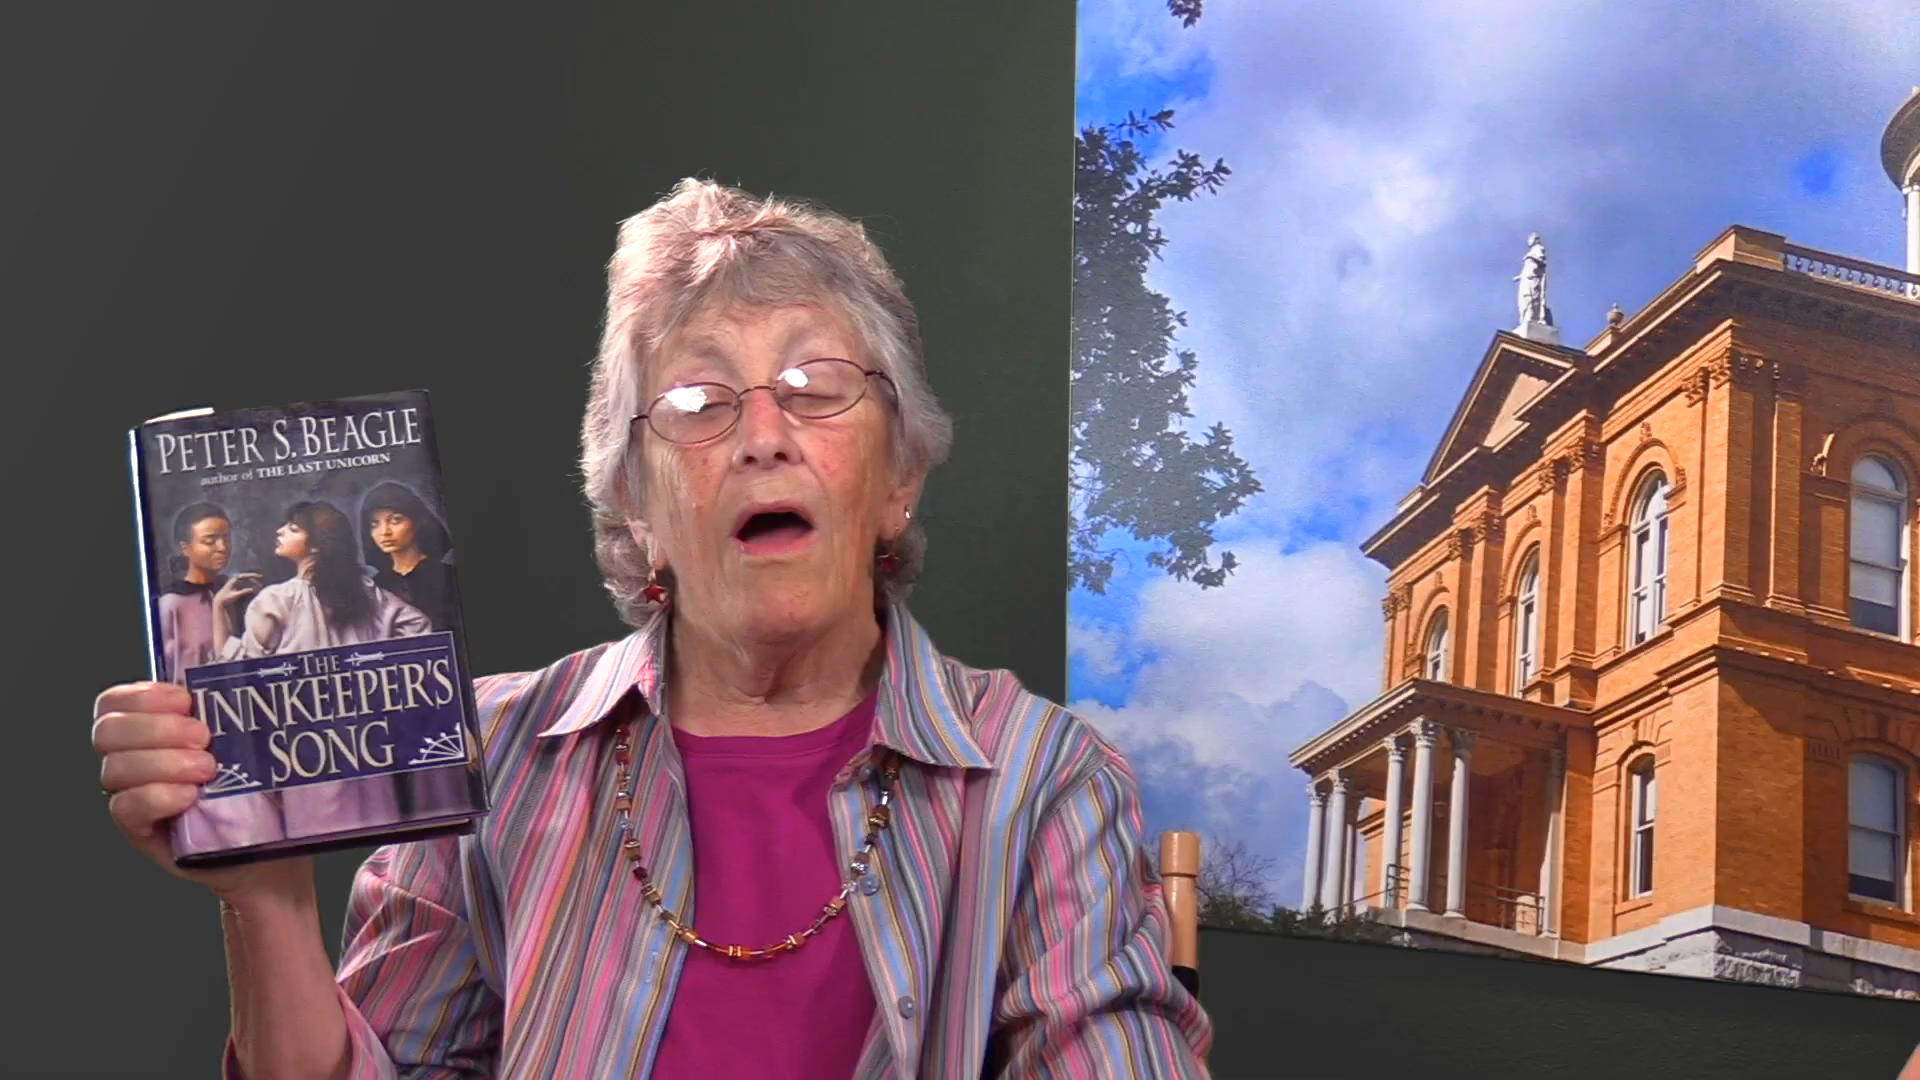 PETER S. BEAGLE
author of THE LAST UNICORN
THE
INNKEEPER'S
SONG